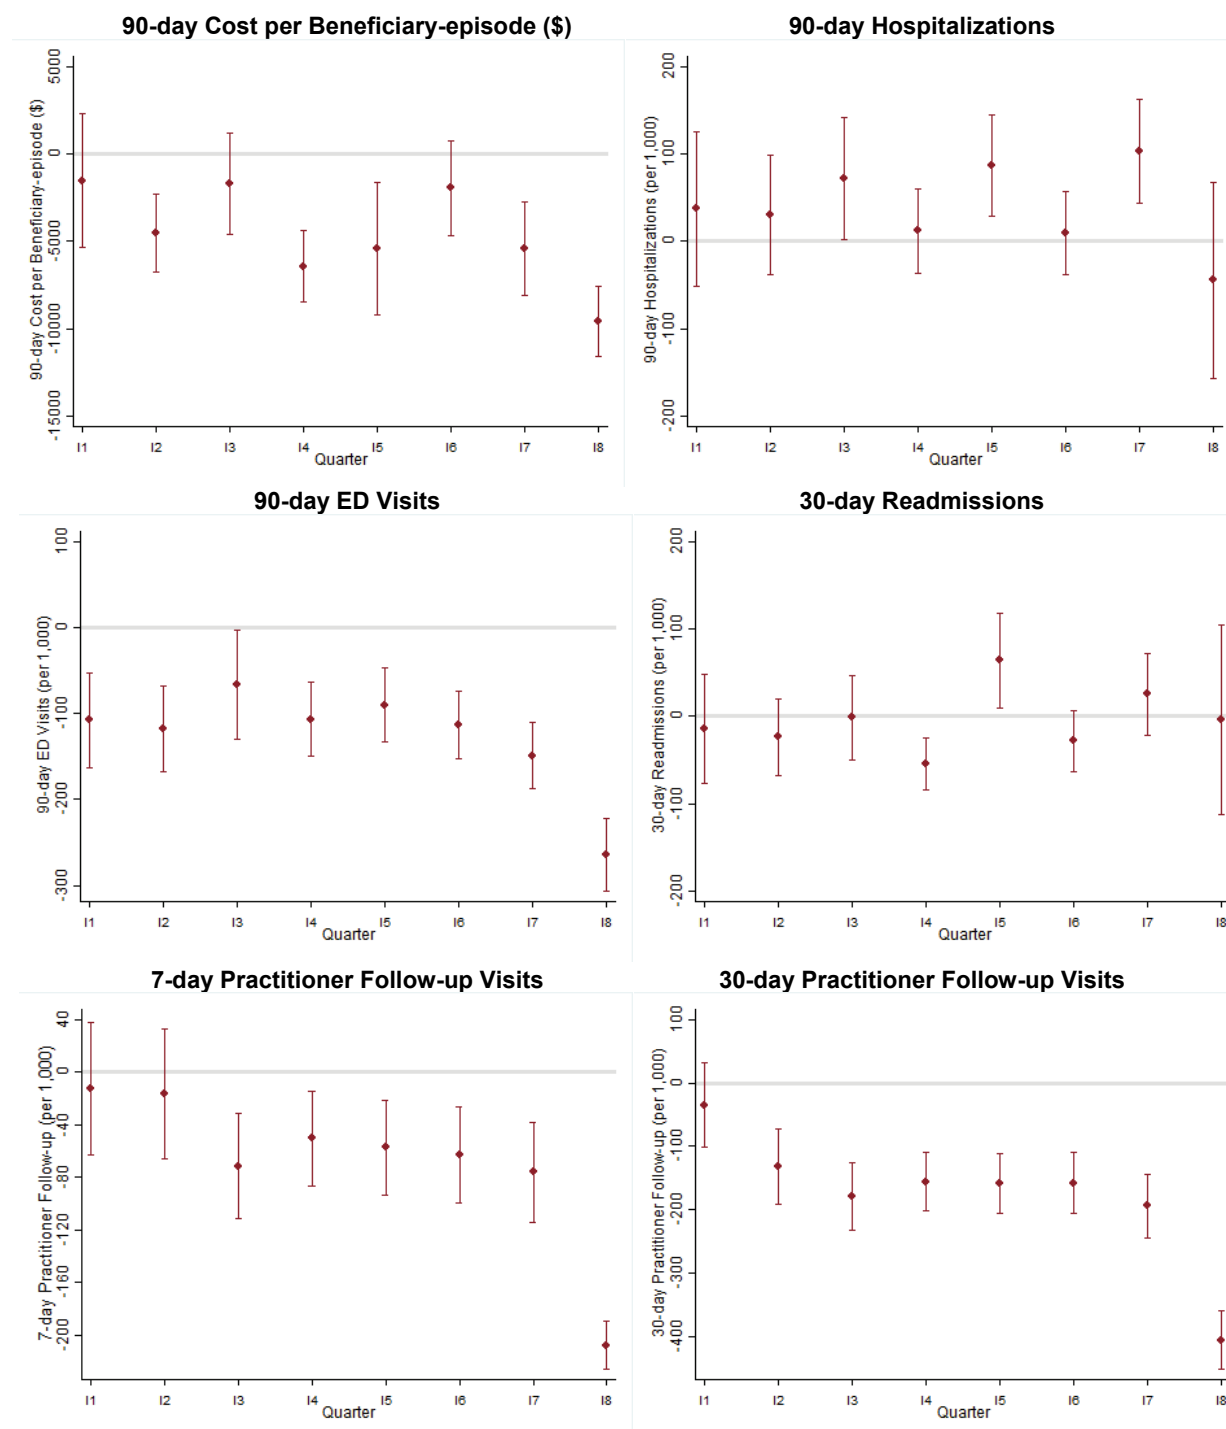 90-day Cost per Beneficiary-episode ($)
90-day Hospitalizations
90-day Cost per Beneficiary-episode ($)
5000
0
-5000
-10000
-15000
I1 I2 I3 I4 I5 I6 I7 I8
Quarter
90-day Hospitalizations (per 1,000)
200
100
0
-100
-200
I1 I2 I3 I4 I5 I6 I7 I8
Quarter
90-day ED Visits
30-day Readmissions
90-day ED Visits (per 1,000)
100
0
-100
-200
-300
I1 I2 I3 I4 I5 I6 I7 I8
Quarter
30-day Readmissions (per 1,000)
200
100
0
-100
-200
I1 I2 I3 I4 I5 I6 I7 I8
Quarter
7-day Practitioner Follow-up Visits
30-day Practitioner Follow-up Visits
7-day Practitioner Follow-up (per 1,000)
40
0
-40
-80
-120
-160
-200
I1 I2 I3 I4 I5 I6 I7 I8
Quarter
30-day Practitioner Follow-up (per 1,000)
100
0
-100
-200
-300
-400
I1 I2 I3 I4 I5 I6 I7 I8
Quarter